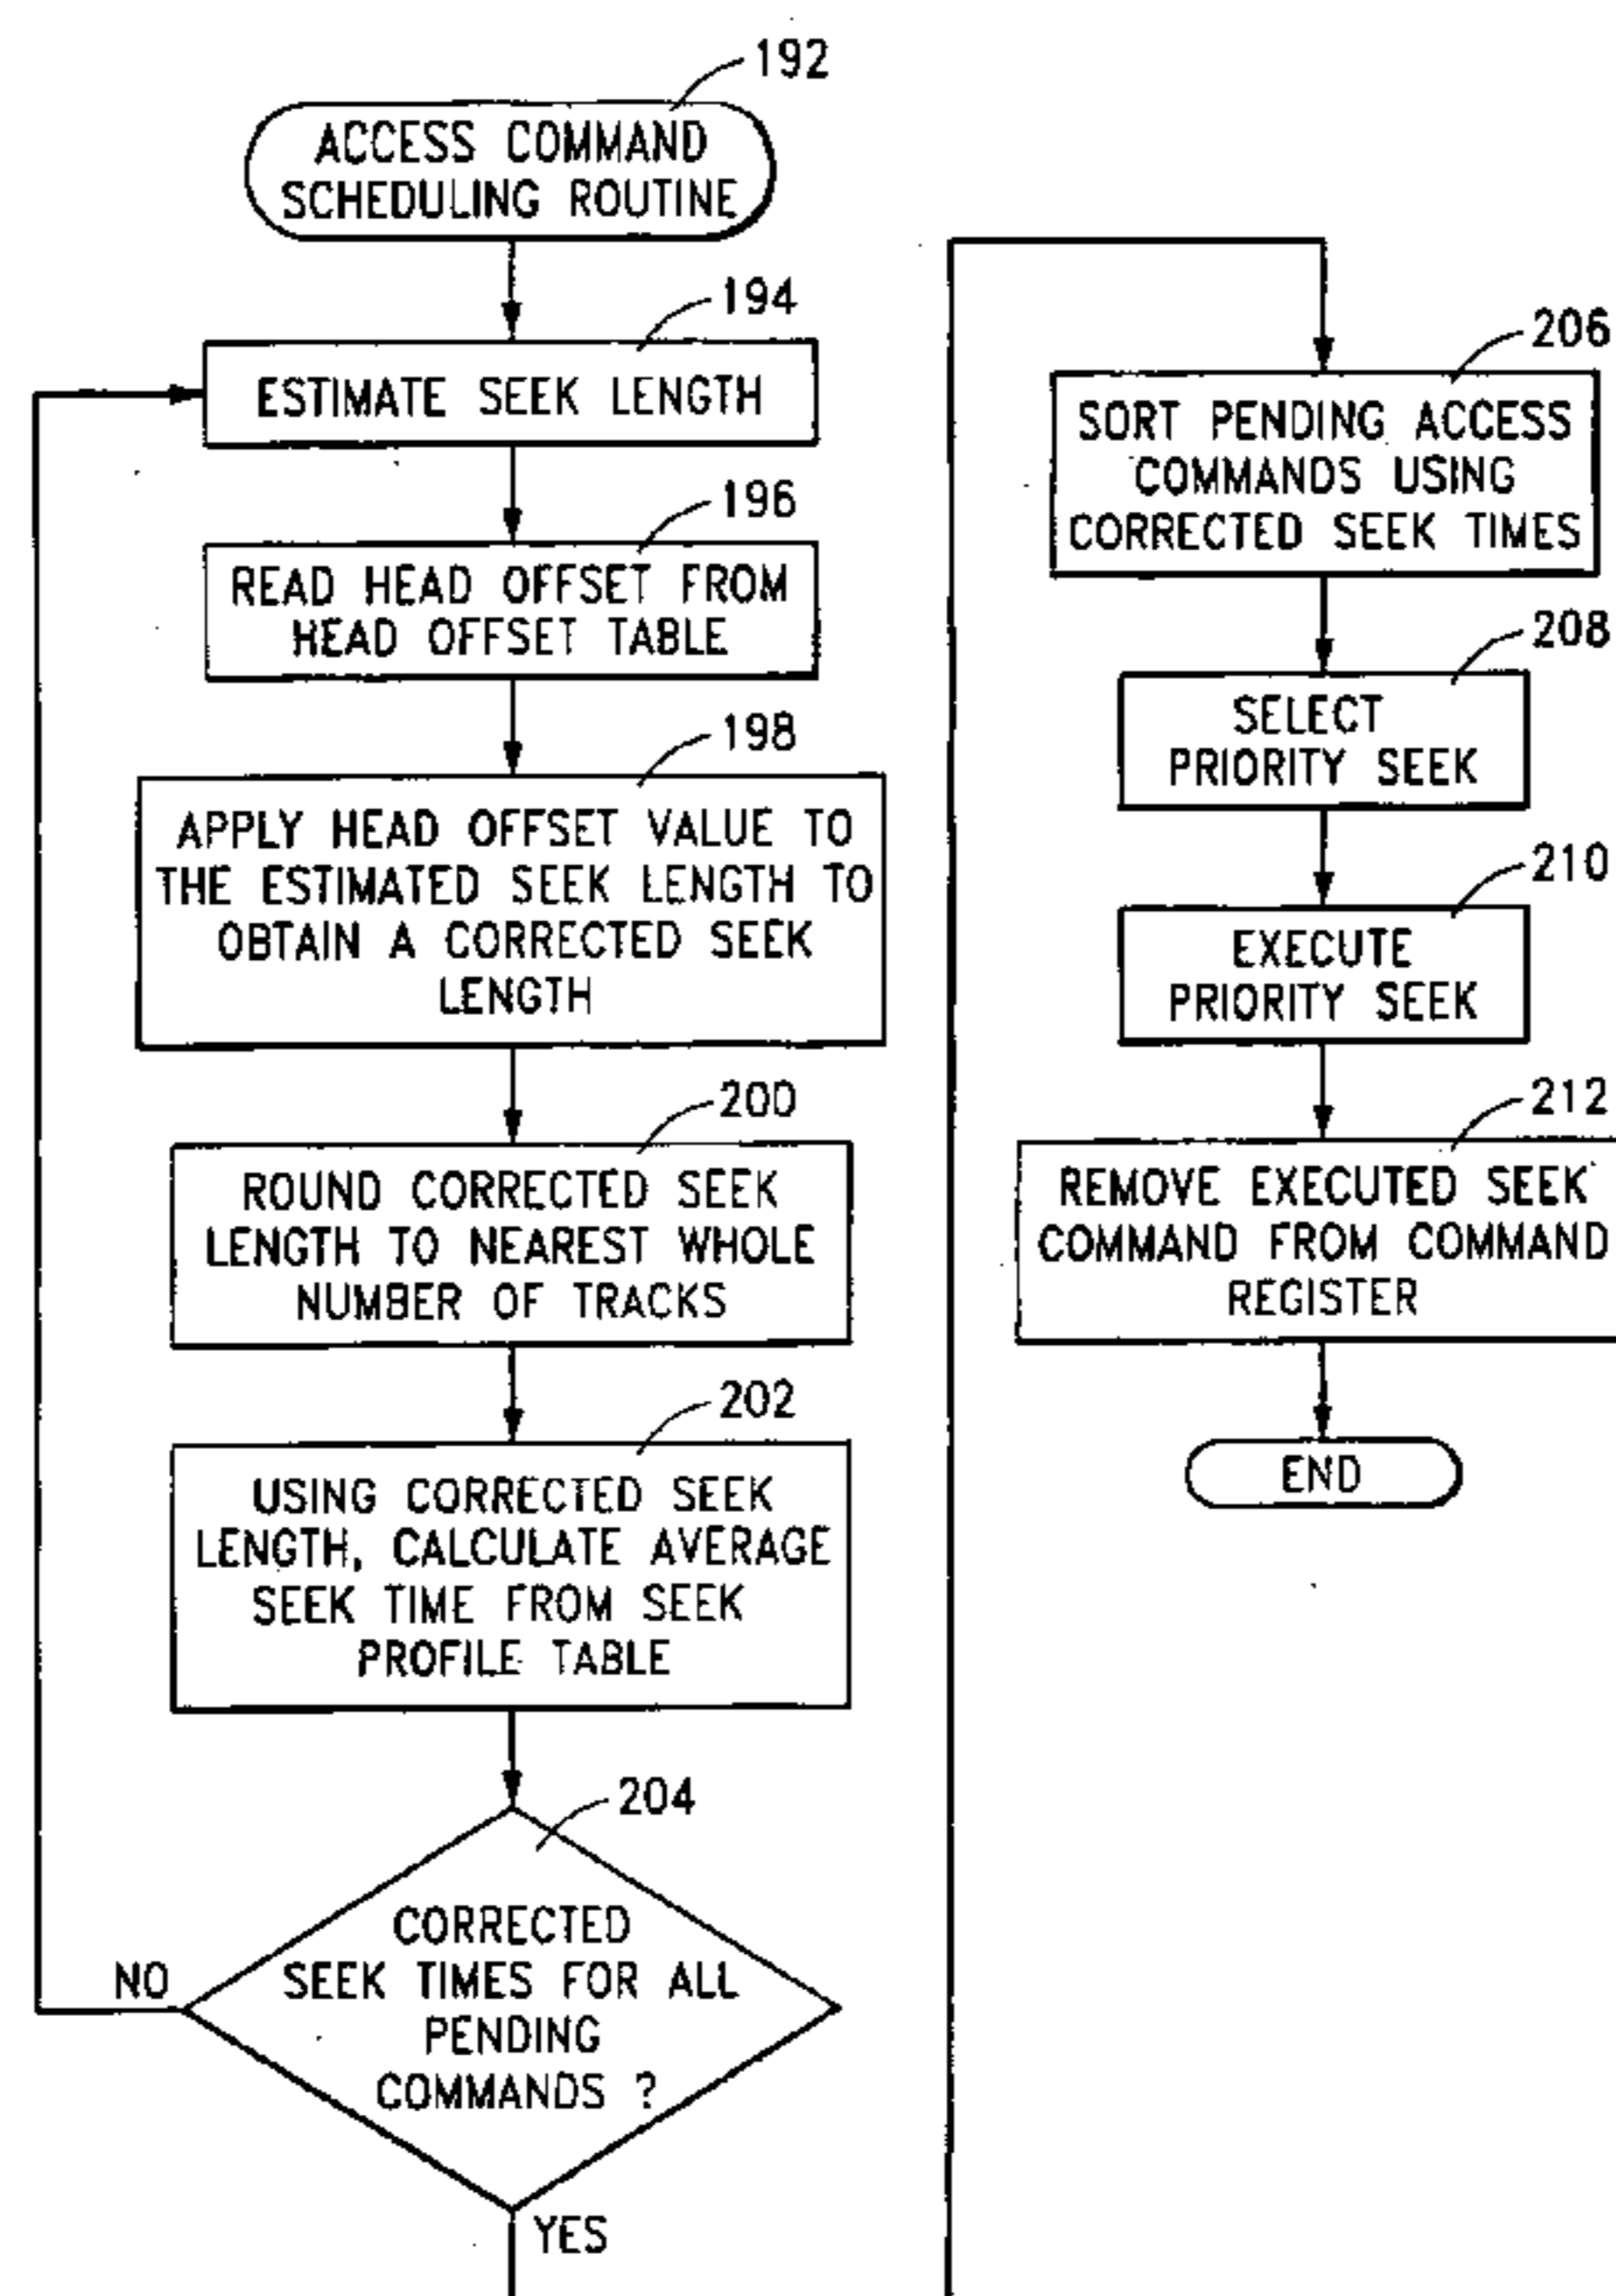 192
ACCESS COMMAND
SCHEDULING ROUTINE
194
ESTIMATE SEEK LENGTH
196
READ HEAD OFFSET FROM
HEAD OFFSET TABLE
198
APPLY HEAD OFFSET VALUE TO
THE ESTIMATED SEEK LENGTH TO
OBTAIN A CORRECTED SEEK
LENGTH
200
ROUND CORRECTED SEEK
LENGTH TO NEAREST WHOLE
NUMBER OF TRACKS
202
USING CORRECTED SEEK
LENGTH, CALCULATE AVERAGE
SEEK TIME FROM SEEK
PROFILE TABLE
204
CORRECTED
SEEK TIMES FOR ALL
PENDING
COMMANDS ?
NO
YES
206
SORT PENDING ACCESS
COMMANDS USING
CORRECTED SEEK TIMES
208
SELECT
PRIORITY SEEK
210
EXECUTE
PRIORITY SEEK
212
REMOVE EXECUTED SEEK
COMMAND FROM COMMAND
REGISTER
END